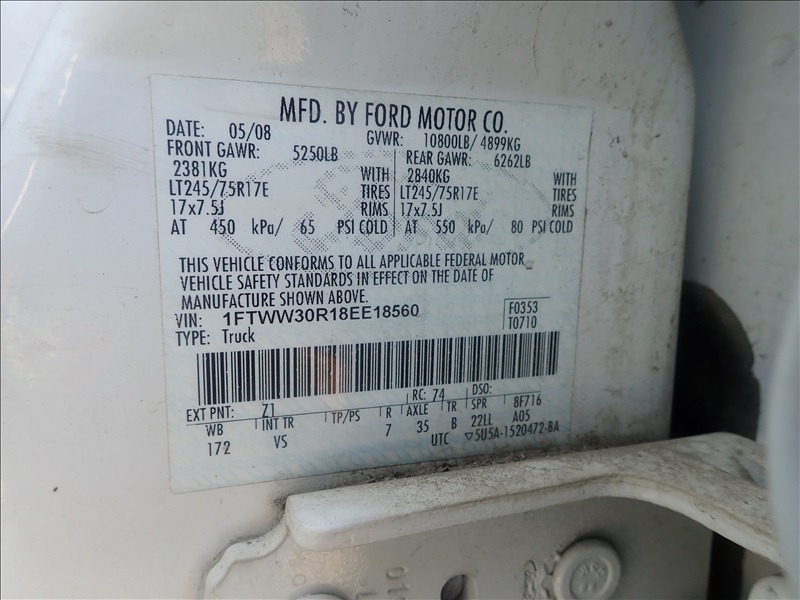 MFD. BY FORD MOTOR CO.
DATE: 05/08 GVWR: 10800LB/ 4899KG
FRONT GAWR: 5250LB REAR GAWR: 6262LB
2381KG WITH 2840KG WITH
LT245/75R17E TIRES LT245/75R17E TIRES
17x7.5J RIMS 17x7.5J RIMS
AT 450 kPa/ 65 PSI COLD AT 550 kPa/ 80 PSI COLD
THIS VEHICLE CONFORMS TO ALL APPLICABLE FEDERAL MOTOR
VEHICLE SAFETY STANDARDS IN EFFECT ON THE DATE OF
MANUFACTURE SHOWN ABOVE.
VIN: 1FTWW30R18EE18560 F0353
TYPE: Truck T0710
EXT PNT: Z1 RC: 74 DSO:
WB INT TR TP/PS R AXLE TR SPR 8F716
172 VS 7 35 B 22LL A05
UTC ▽5U5A-1520472-BA